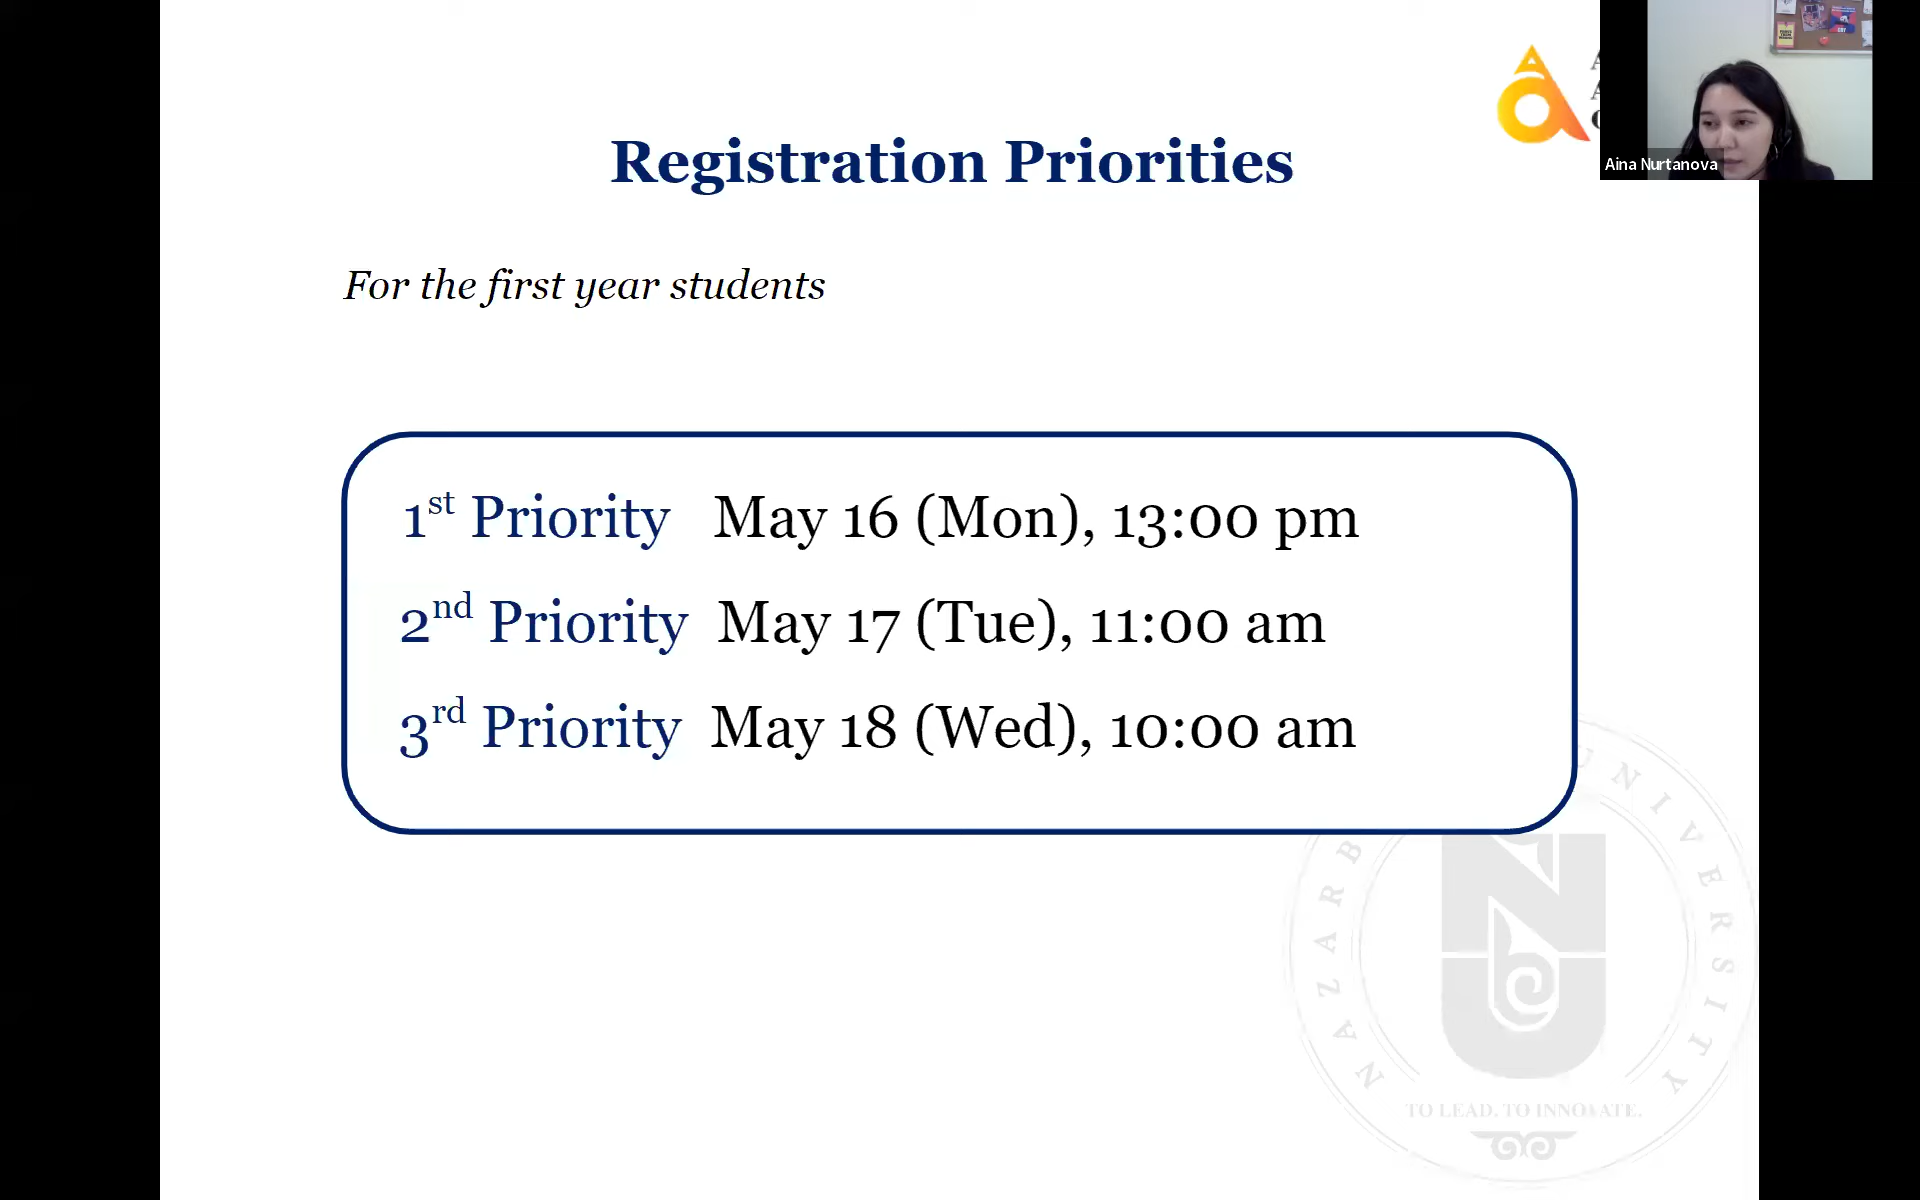 Registration Priorities
Aina Nurtanova
For the first year students
1st Priority May 16 (Mon), 13:00 pm
2nd Priority May 17 (Tue), 11:00 am
3rd Priority May 18 (Wed), 10:00 am
UNIVERSITY
TO LEAD. TO INNOVATE.